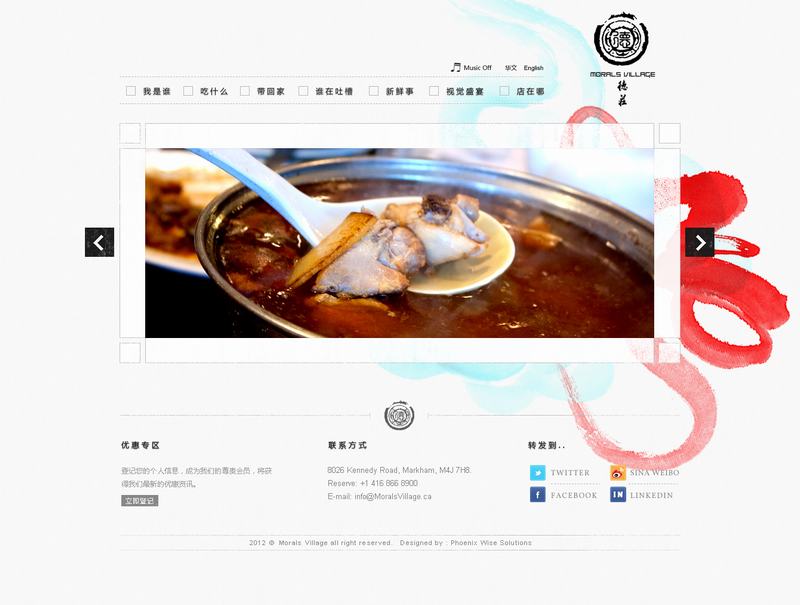 Music Off 华文 English
MORALS VILLAGE
德
莊
我是谁 吃什么 带回家 谁在吐槽 新鲜事 视觉盛宴 店在哪
优惠专区
登记您的个人信息，成为我们的尊贵会员，将获
得我们最新的优惠资讯。
立即登记
联系方式
8026 Kennedy Road, Markham, M4J 7H8.
Reserve: +1 416 866 8900
E-mail: info@MoralsVillage.ca
转发到..
TWITTER SINA WEIBO
FACEBOOK LINKEDIN
2012 © Morals Village all right reserved. Designed by : Phoenix Wise Solutions